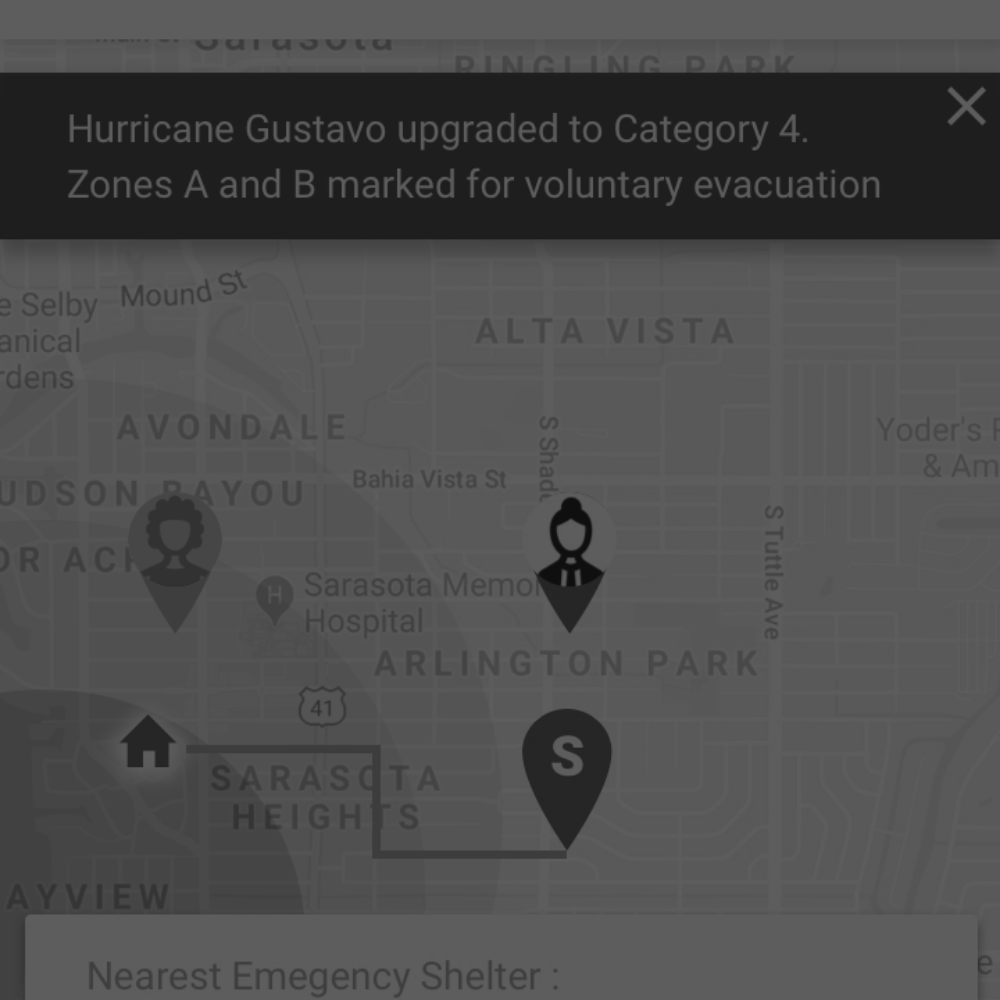 Sarasota
RINGLING PARK
Hurricane Gustavo upgraded to Category 4.
Zones A and B marked for voluntary evacuation
Mound St
e Selby
anical
rdens
ALTA VISTA
AVONDALE
S Shad
Yoder's
& Am
Bahia Vista St
UDSON BAYOU
S Tuttle Ave
OR AC
H
Sarasota Memor
Hospital
ARLINGTON PARK
41
S
SARASOTA
HEIGHTS
AYVIEW
Nearest Emegency Shelter :
e